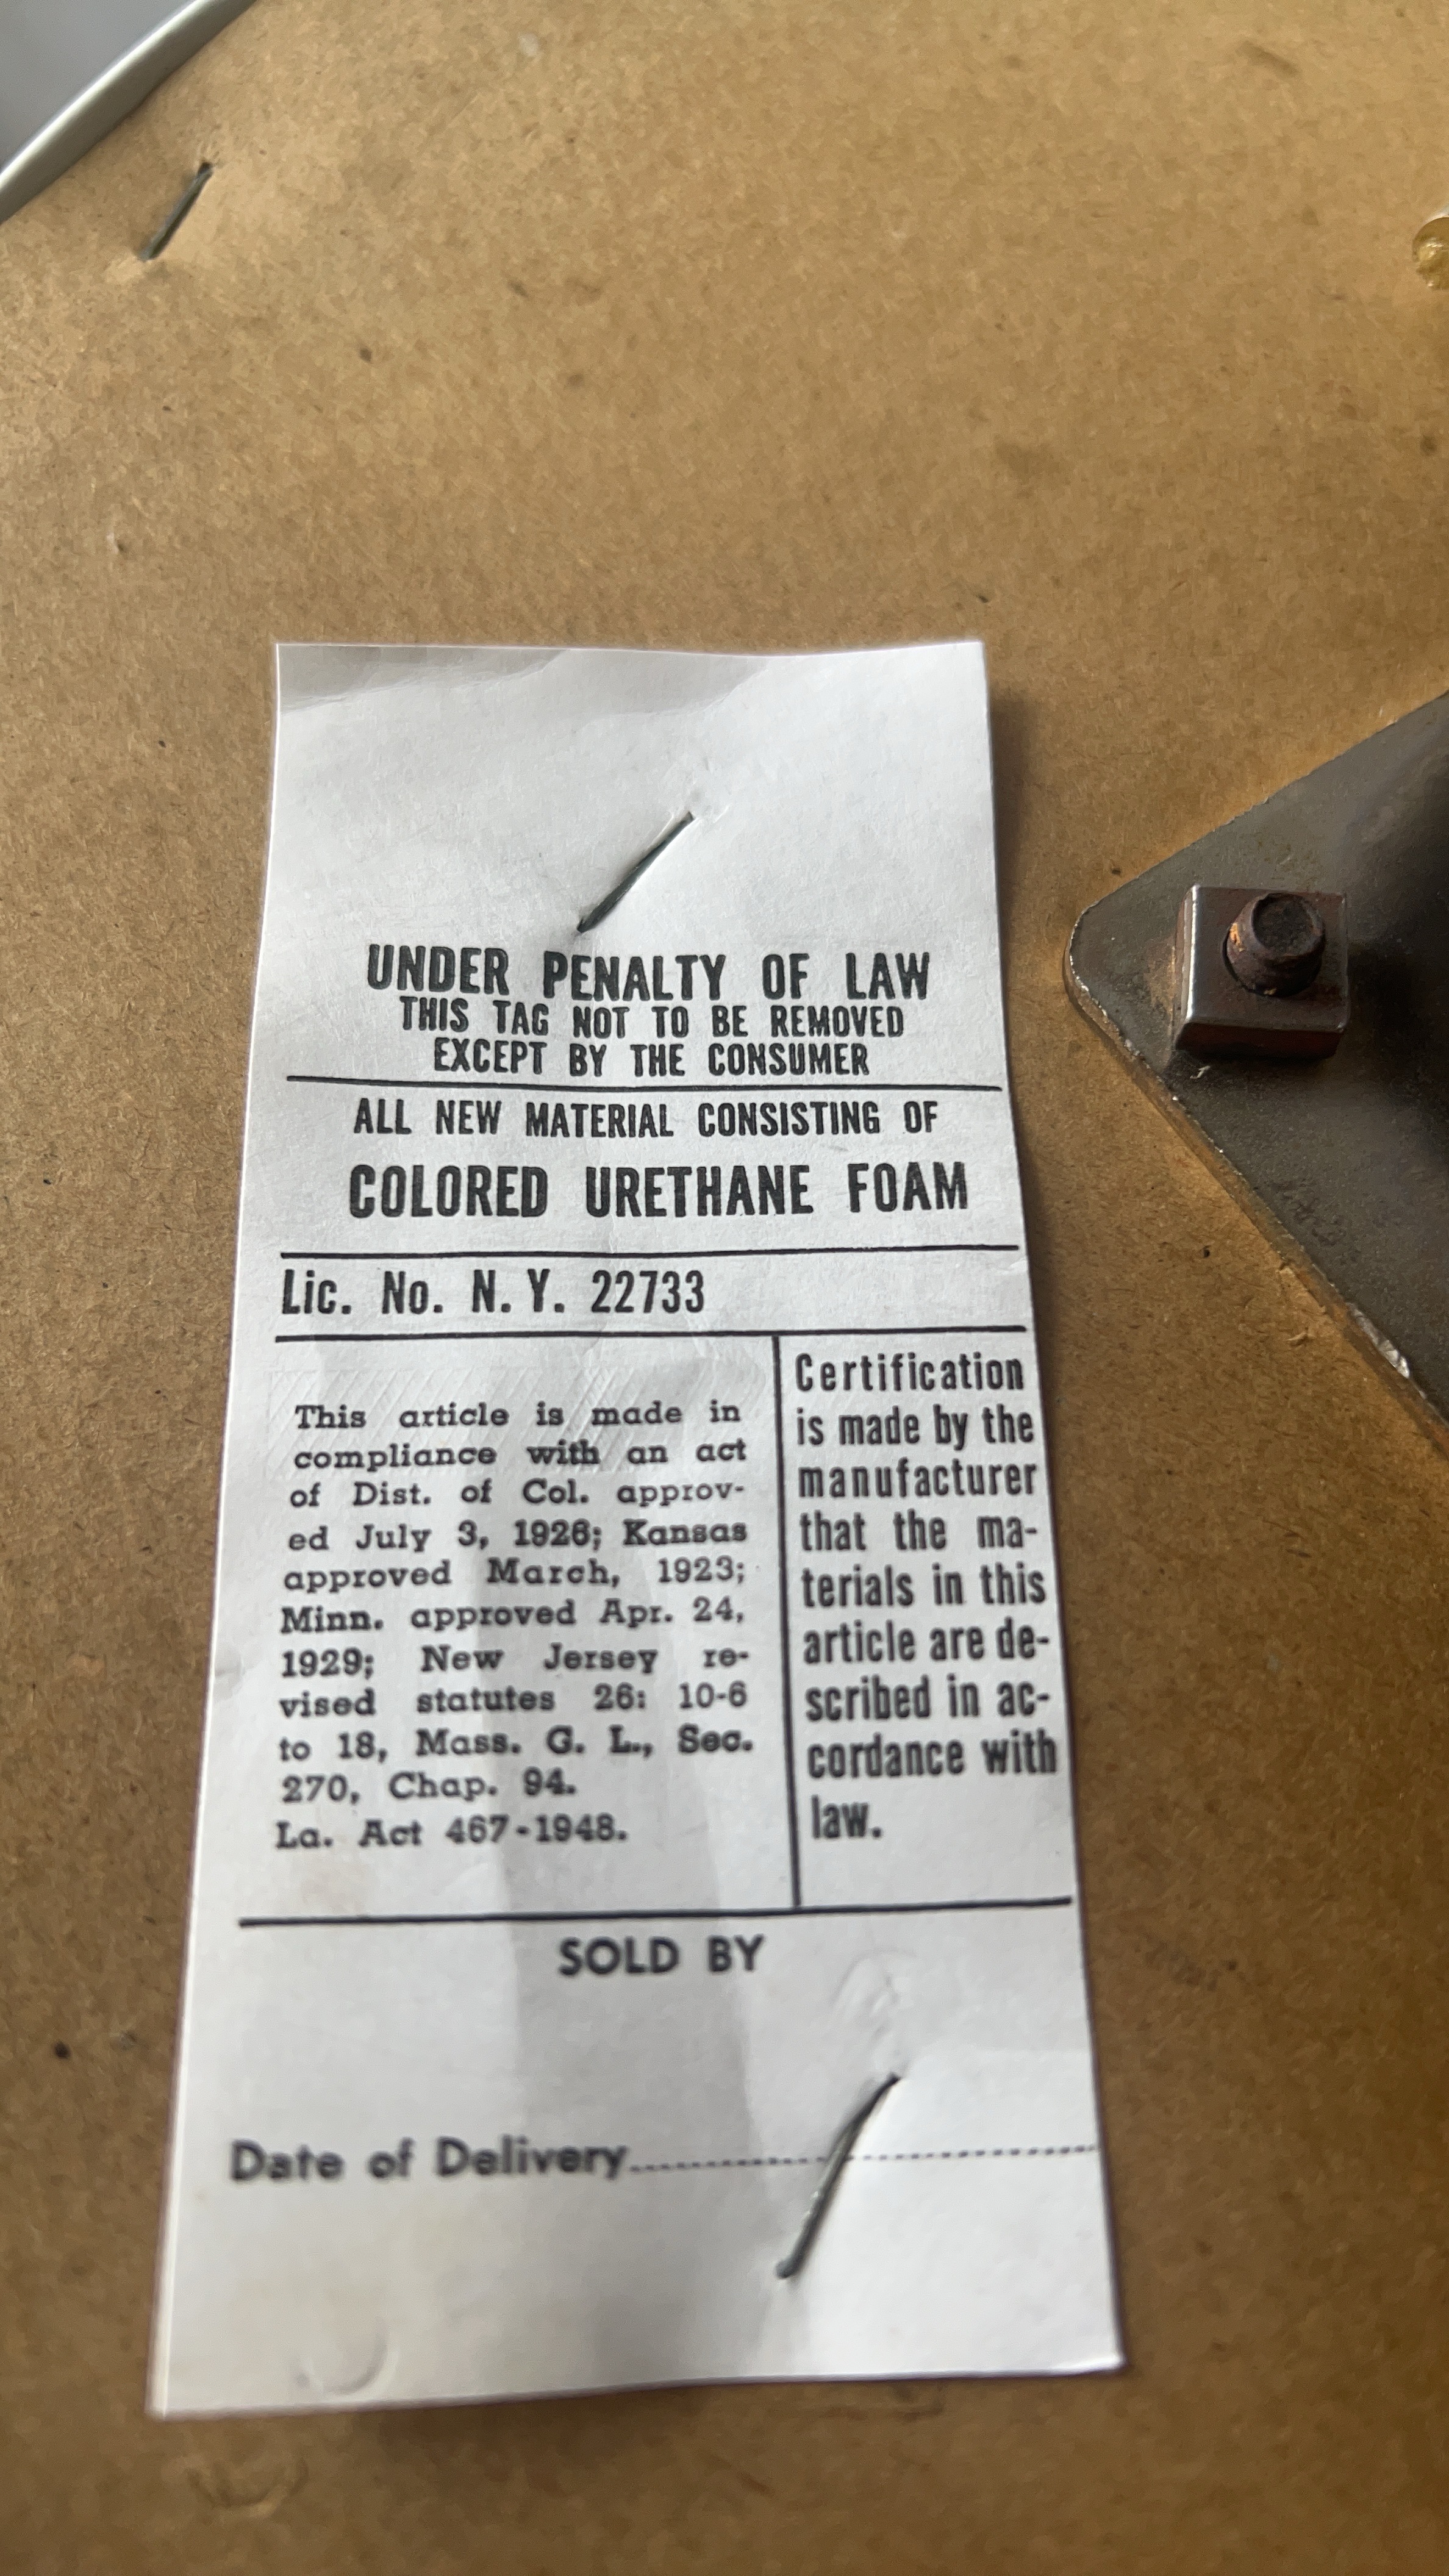 UNDER PENALTY OF LAW
THIS TAG NOT TO BE REMOVED
EXCEPT BY THE CONSUMER
ALL NEW MATERIAL CONSISTING OF
COLORED URETHANE FOAM
Lic. No. N. Y. 22733
This article is made in
compliance with an act
of Dist. of Col. approv-
ed July 3, 1926; Kansas
approved March, 1923;
Minn. approved Apr. 24,
1929; New Jersey re-
vised statutes 26: 10-6
to 18, Mass. G. L., Sec.
270, Chap. 94.
La. Act 467-1948.
Certification
is made by the
manufacturer
that the ma-
terials in this
article are de-
scribed in ac-
cordance with
law.
SOLD BY
Date of Delivery